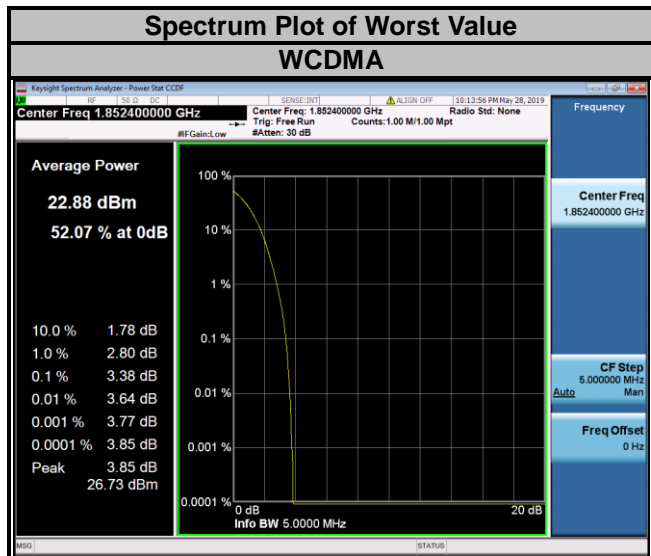 Spectrum Plot of Worst Value
WCDMA
Keysight Spectrum Analyzer - Power Stat CCDF
RF 50 Ω DC SENSE:INT ALIGN OFF 10:13:56 PM May 28, 2019
Center Freq 1.852400000 GHz
Center Freq: 1.852400000 GHz Radio Std: None
Trig: Free Run Counts:1.00 M/1.00 Mpt
#IFGain:Low #Atten: 30 dB
Frequency
Average Power
22.88 dBm
52.07 % at 0dB
10.0 % 1.78 dB
1.0 % 2.80 dB
0.1 % 3.38 dB
0.01 % 3.64 dB
0.001 % 3.77 dB
0.0001 % 3.85 dB
Peak 3.85 dB
26.73 dBm
100 %
10 %
1 %
0.1 %
0.01 %
0.001 %
0.0001 %
0 dB 20 dB
Info BW 5.0000 MHz
Center Freq
1.852400000 GHz
CF Step
5.000000 MHz
Auto Man
Freq Offset
0 Hz
MSG STATUS